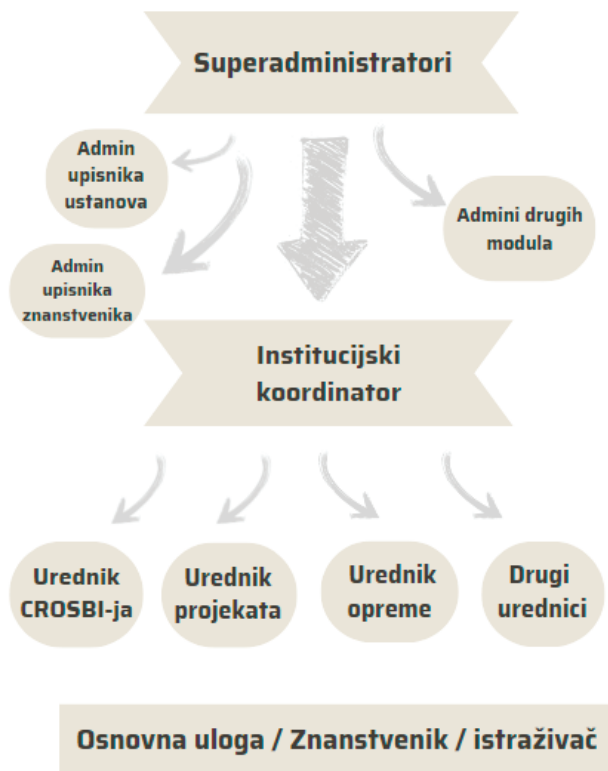 Superadministratori
Admin
upisnika
ustanova
Admini drugih
modula
Admin
upisnika
znanstvenika
Institucijski
koordinator
Urednik
CROSBI-ja
Urednik
projekata
Urednik
opreme
Drugi
urednici
Osnovna uloga / Znanstvenik / istraživač